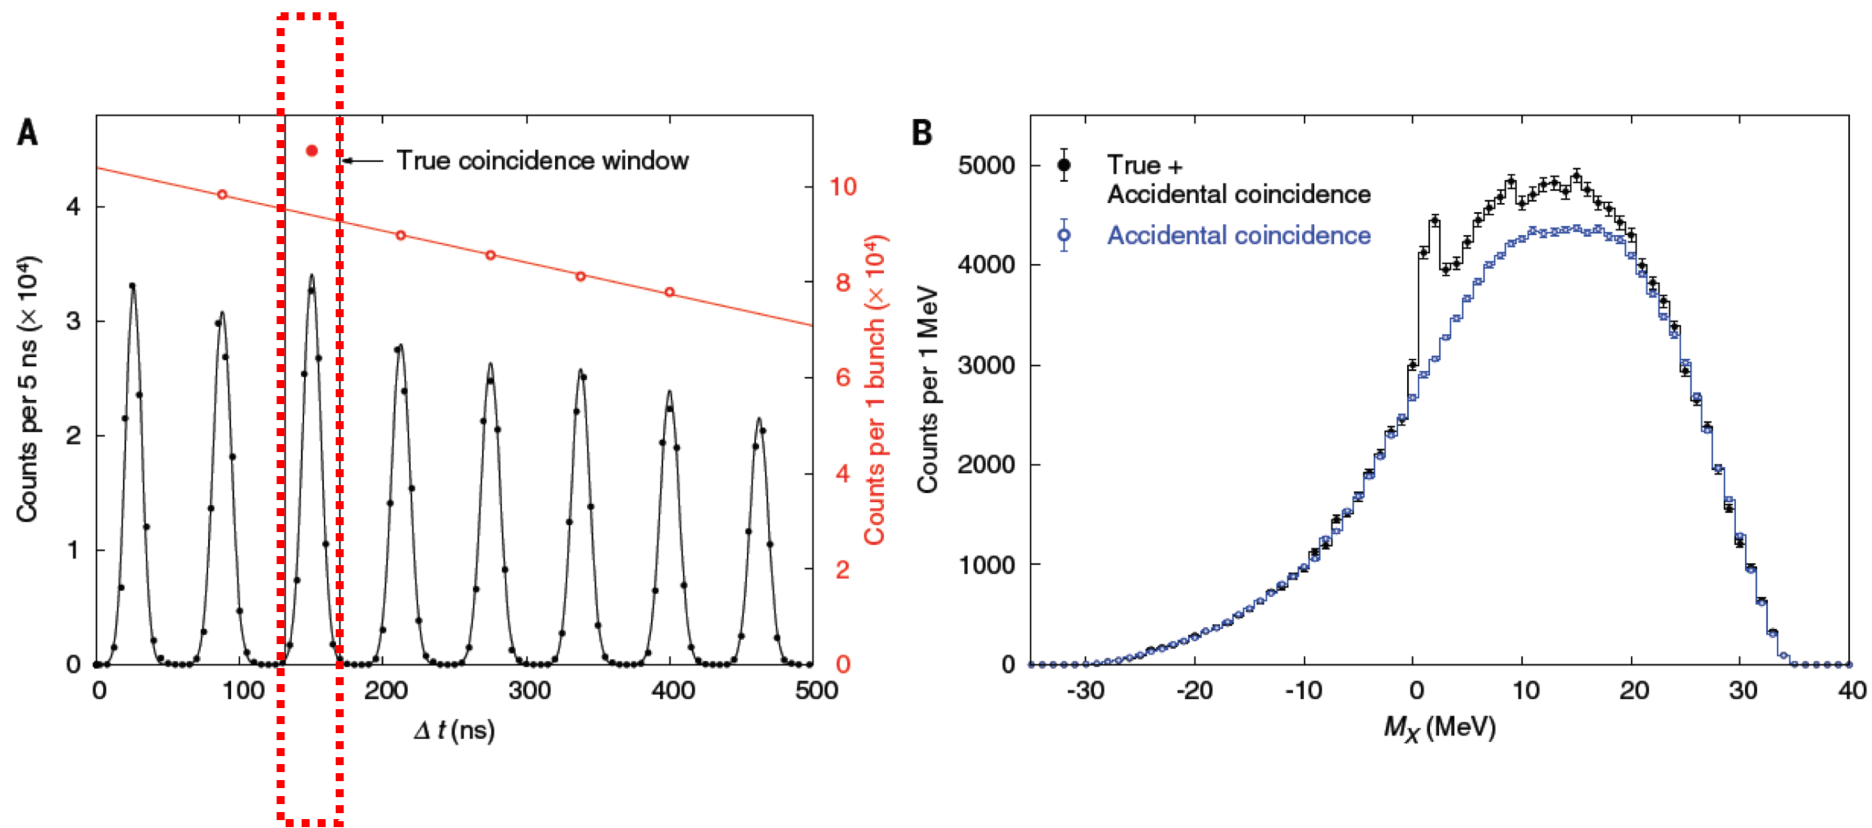 A
True coincidence window
Counts per 5 ns (× 10⁴)
4
3
2
1
0
10
8
6
4
2
0
Counts per 1 bunch (× 10⁴)
0
100
200
300
400
500
Δ t (ns)
B
True +
Accidental coincidence
Accidental coincidence
Counts per 1 MeV
5000
4000
3000
2000
1000
0
-30
-20
-10
0
10
20
30
40
M_X (MeV)